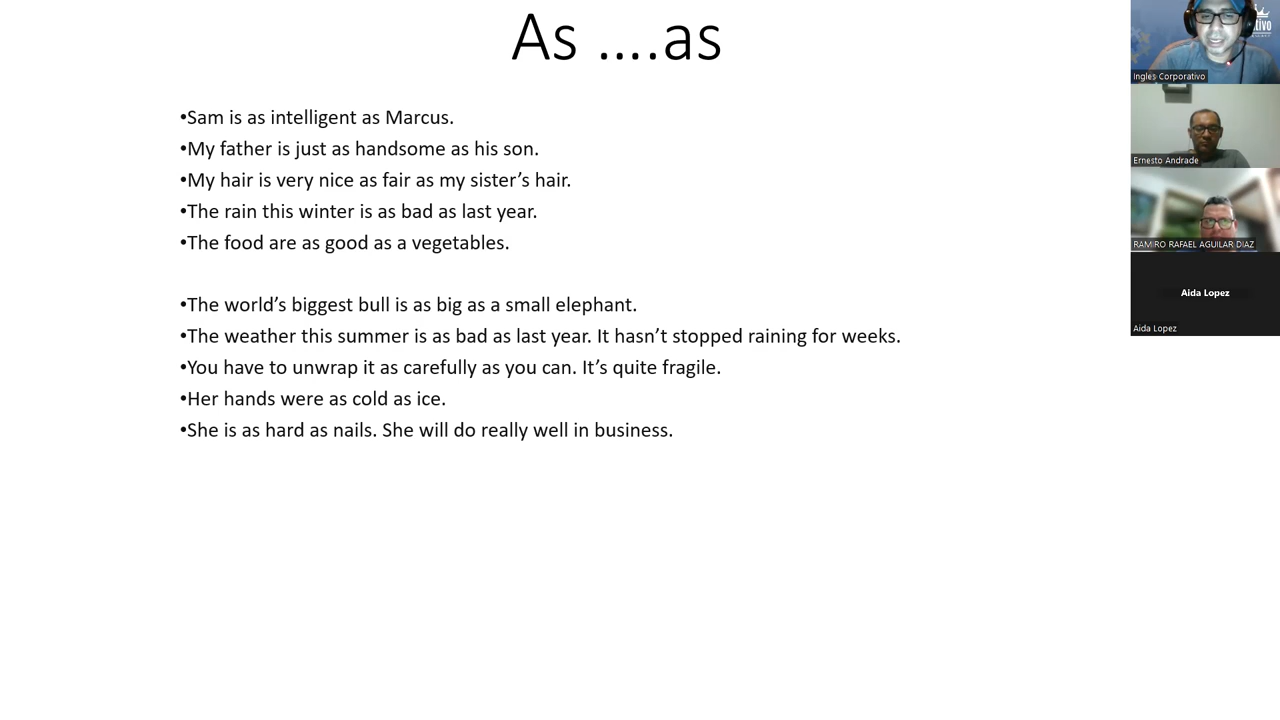 As ….as
•Sam is as intelligent as Marcus.
•My father is just as handsome as his son.
•My hair is very nice as fair as my sister’s hair.
•The rain this winter is as bad as last year.
•The food are as good as a vegetables.
•The world’s biggest bull is as big as a small elephant.
•The weather this summer is as bad as last year. It hasn’t stopped raining for weeks.
•You have to unwrap it as carefully as you can. It’s quite fragile.
•Her hands were as cold as ice.
•She is as hard as nails. She will do really well in business.
Ingles Corporativo
Ernesto Andrade
RAMIRO RAFAEL AGUILAR DIAZ
Aida Lopez
Aida Lopez